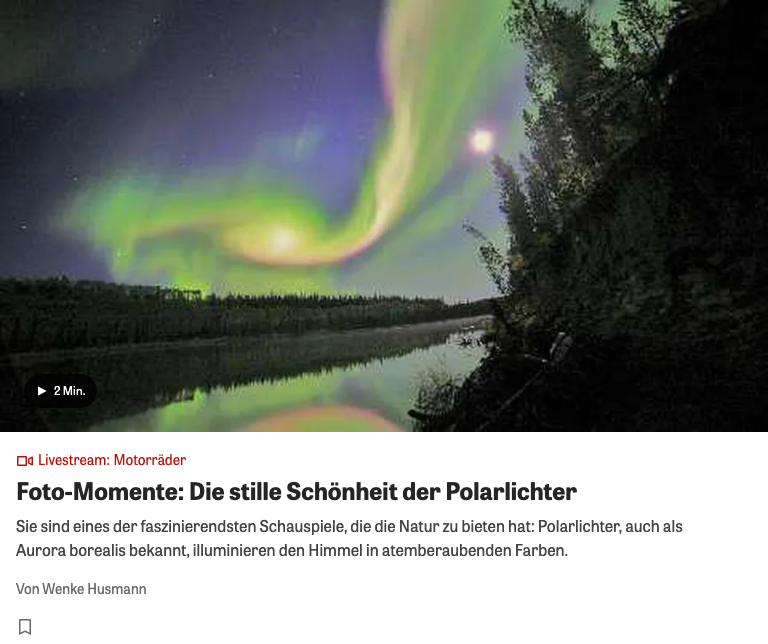 2 Min.
Livestream: Motorräder
Foto-Momente: Die stille Schönheit der Polarlichter
Sie sind eines der faszinierendsten Schauspiele, die die Natur zu bieten hat: Polarlichter, auch als
Aurora borealis bekannt, illuminieren den Himmel in atemberaubenden Farben.
Von Wenke Husmann